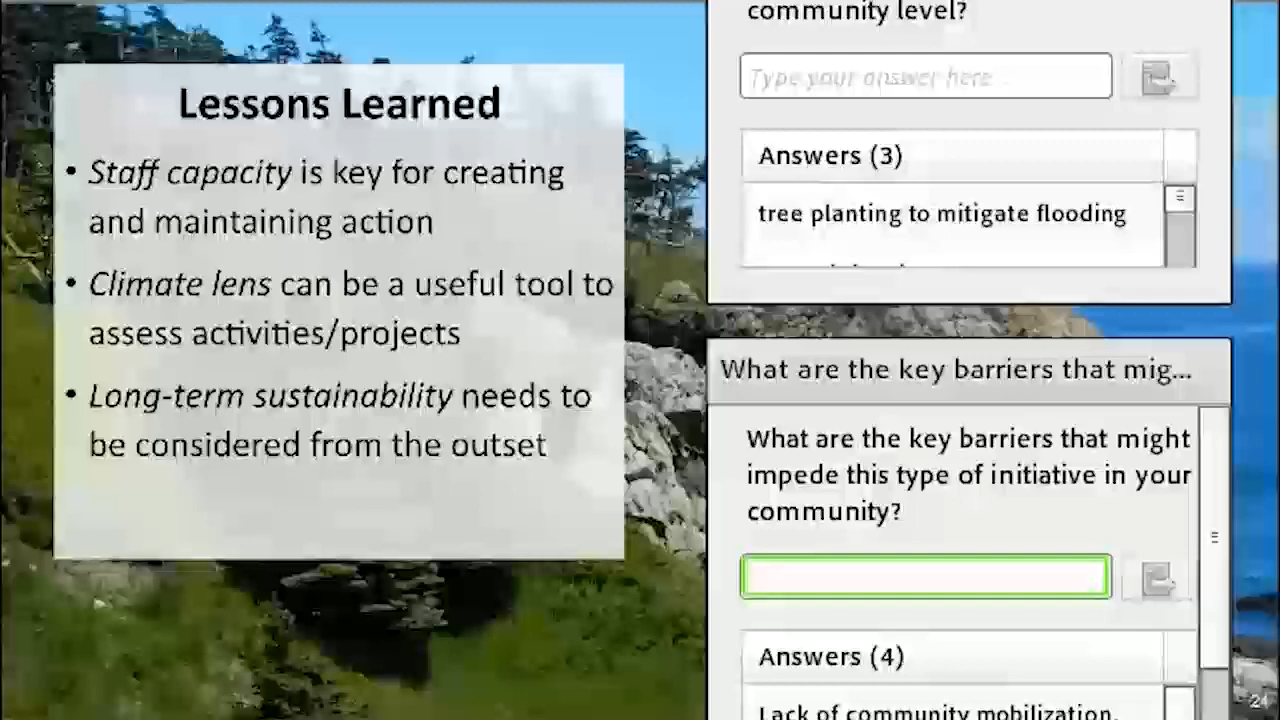 Lessons Learned
• Staff capacity is key for creating
and maintaining action
• Climate lens can be a useful tool to
assess activities/projects
• Long-term sustainability needs to
be considered from the outset
community level?
Type your answer here...
Answers (3)
tree planting to mitigate flooding
What are the key barriers that mig...
What are the key barriers that might
impede this type of initiative in your
community?
Answers (4)
Lack of community mobilization.
24